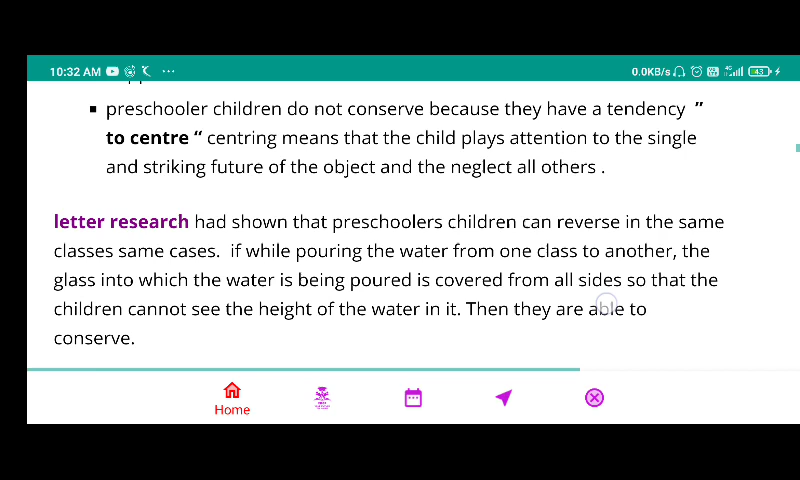 10:32 AM ... 0.0KB/s 4G 43
preschooler children do not conserve because they have a tendency ”
to centre “ centring means that the child plays attention to the single
and striking future of the object and the neglect all others .
letter research had shown that preschoolers children can reverse in the same
classes same cases. if while pouring the water from one class to another, the
glass into which the water is being poured is covered from all sides so that the
children cannot see the height of the water in it. Then they are able to
conserve.
Home